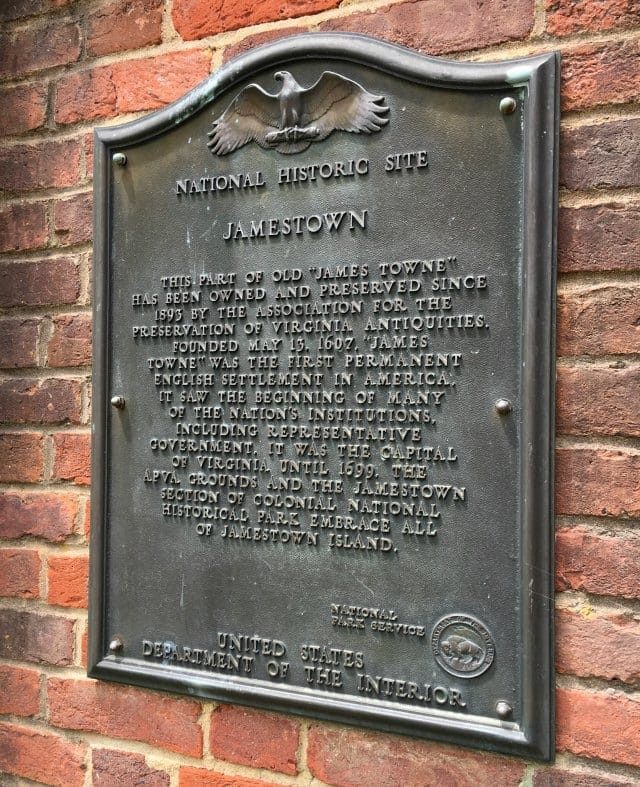 NATIONAL HISTORIC SITE
JAMESTOWN
THIS PART OF OLD "JAMES TOWNE"
HAS BEEN OWNED AND PRESERVED SINCE
1893 BY THE ASSOCIATION FOR THE
PRESERVATION OF VIRGINIA ANTIQUITIES.
FOUNDED MAY 13, 1607, "JAMES
TOWNE" WAS THE FIRST PERMANENT
ENGLISH SETTLEMENT IN AMERICA.
IT SAW THE BEGINNING OF MANY
OF THE NATION'S INSTITUTIONS,
INCLUDING REPRESENTATIVE
GOVERNMENT. IT WAS THE CAPITAL
OF VIRGINIA UNTIL 1699. THE
APVA GROUNDS AND THE JAMESTOWN
SECTION OF COLONIAL NATIONAL
HISTORICAL PARK EMBRACE ALL
OF JAMESTOWN ISLAND.
NATIONAL
PARK SERVICE
UNITED STATES
DEPARTMENT OF THE INTERIOR